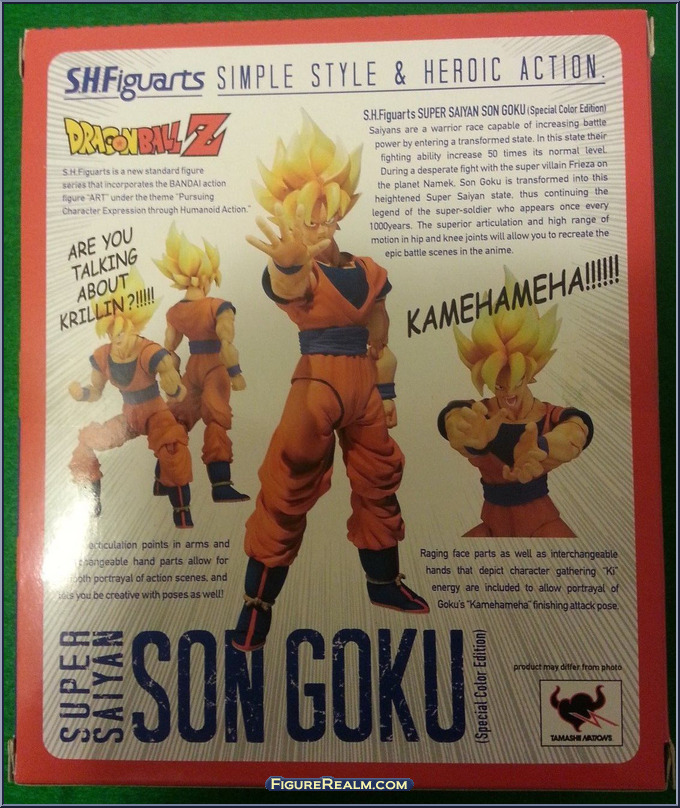 S.H.Figuarts SIMPLE STYLE & HEROIC ACTION.
DRAGON BALL Z
S.H.Figuarts is a new standard figure
series that incorporates the BANDAI action
figure "ART" under the theme "Pursuing
Character Expression through Humanoid Action."
S.H.Figuarts SUPER SAIYAN SON GOKU (Special Color Edition)
Saiyans are a warrior race capable of increasing battle
power by entering a transformed state. In this state their
fighting ability increase 50 times its normal level.
During a desperate fight with the super villain Frieza on
the planet Namek, Son Goku is transformed into this
heightened Super Saiyan state, thus continuing the
legend of the super-soldier who appears once every
1000years. The superior articulation and high range of
motion in hip and knee joints will allow you to recreate the
epic battle scenes in the anime.
ARE YOU
TALKING
ABOUT
KRILLIN?!!!!!
KAMEHAMEHA!!!!!!
articulation points in arms and
hand parts allow for
portrayal of action scenes, and
you be creative with poses as well!
Raging face parts as well as interchangeable
hands that depict character gathering "Ki"
energy are included to allow portrayal of
Goku's "Kamehameha" finishing attack pose.
SUPER
SAIYAN
SON GOKU
(Special Color Edition)
product may differ from photo
TAMASHII NATIONS
FIGUREREALM.COM